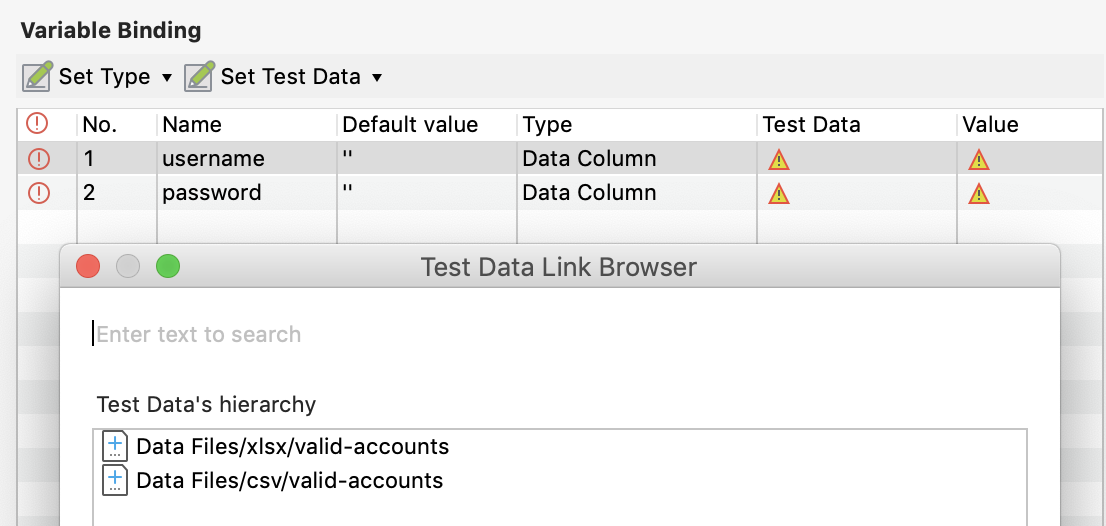 Variable Binding
Set Type Set Test Data
No. Name Default value Type Test Data Value
1 username '' Data Column
2 password '' Data Column
Test Data Link Browser
Enter text to search
Test Data's hierarchy
Data Files/xlsx/valid-accounts
Data Files/csv/valid-accounts